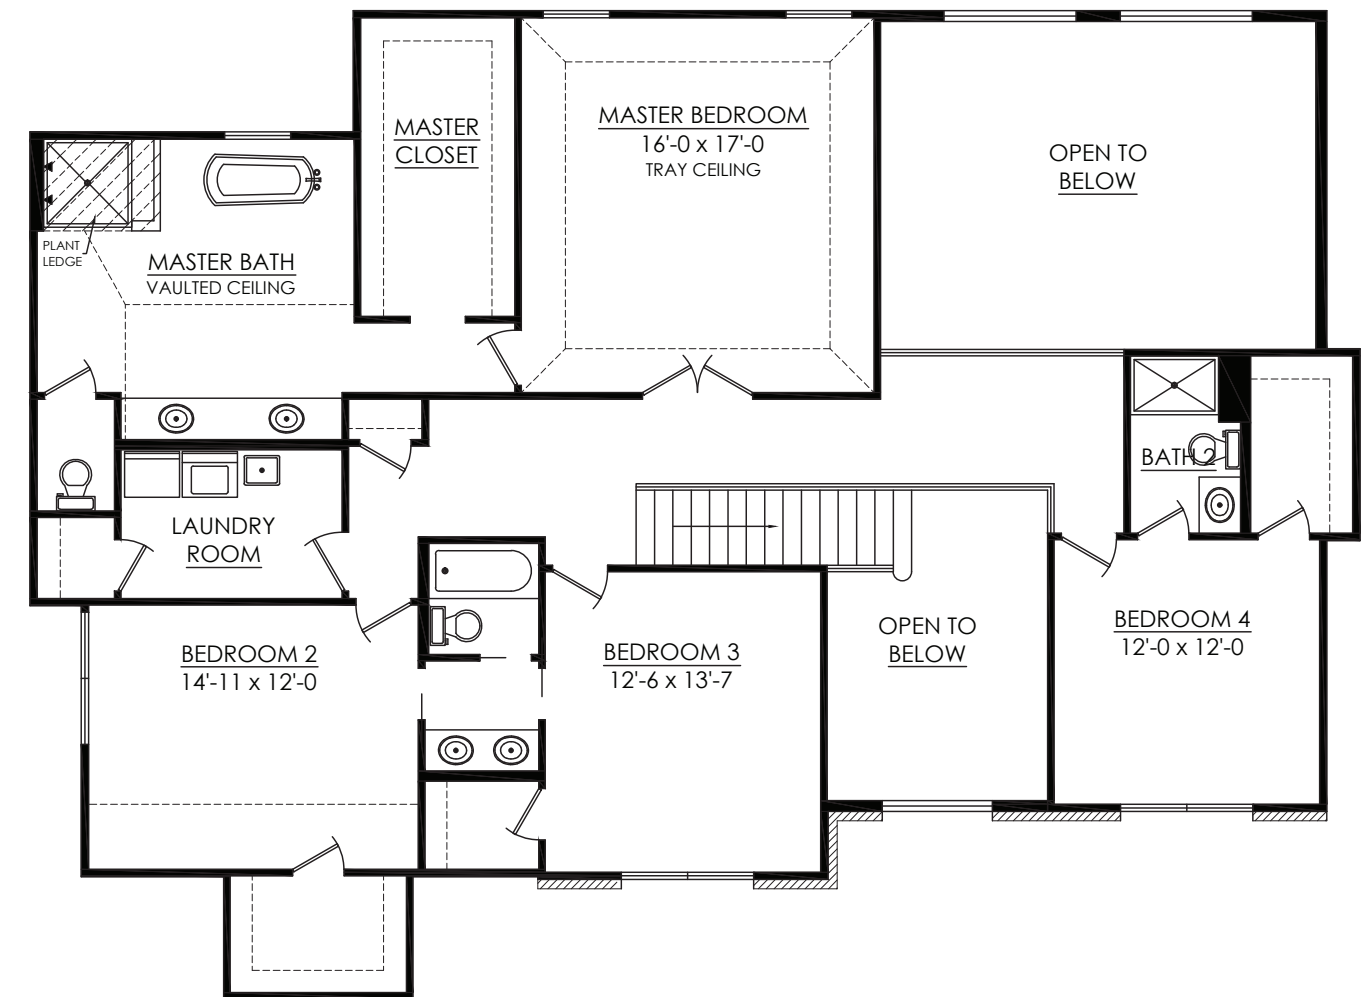 MASTER BEDROOM
16'-0 x 17'-0
TRAY CEILING
MASTER
CLOSET
OPEN TO
BELOW
PLANT
LEDGE
MASTER BATH
VAULTED CEILING
BATH 2
LAUNDRY
ROOM
BEDROOM 2
14'-11 x 12'-0
BEDROOM 3
12'-6 x 13'-7
OPEN TO
BELOW
BEDROOM 4
12'-0 x 12'-0